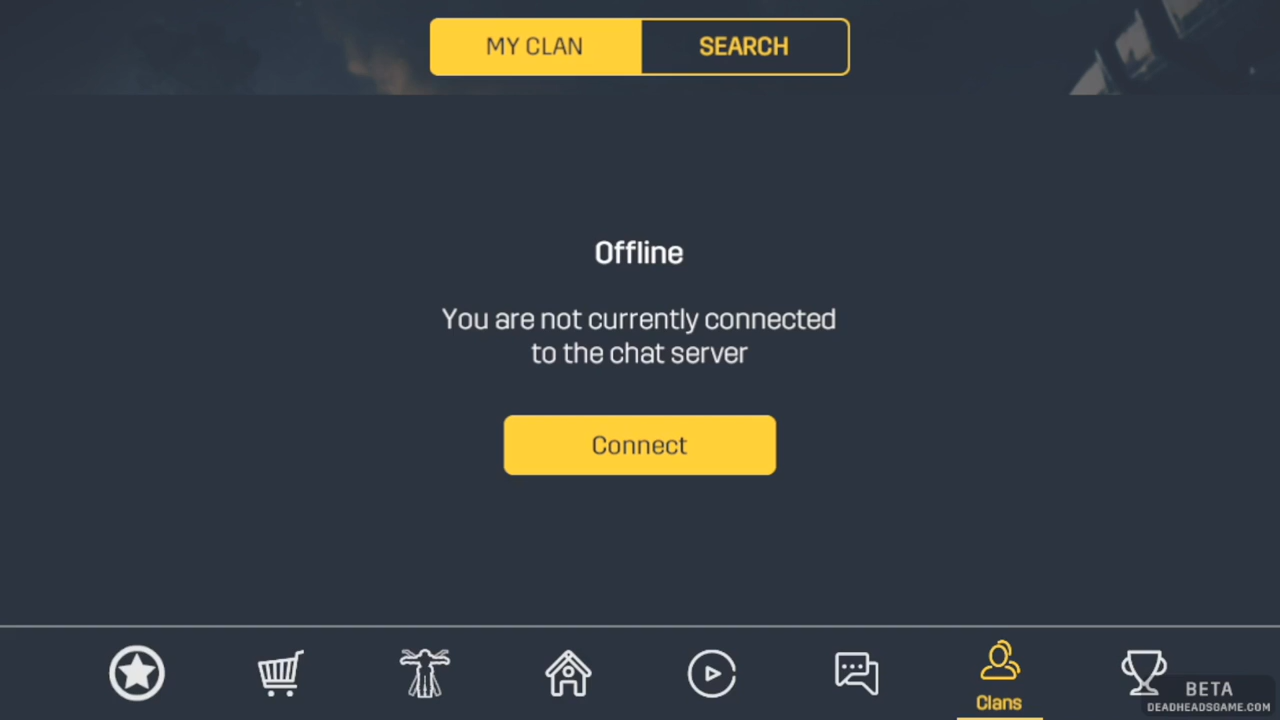 MY CLAN
SEARCH
Offline
You are not currently connected
to the chat server
Connect
Clans
BETA
DEADHEADSGAME.COM